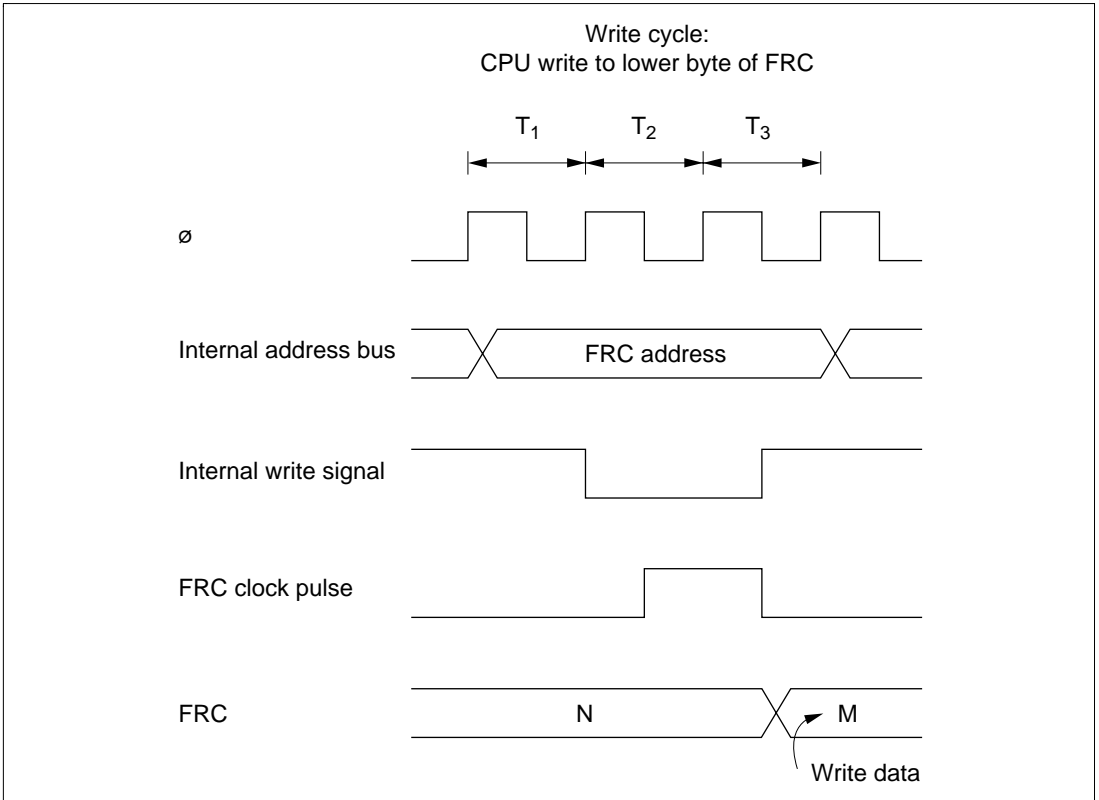 Write cycle:
CPU write to lower byte of FRC
T1 T2 T3
ø
Internal address bus
FRC address
Internal write signal
FRC clock pulse
FRC
N
M
Write data